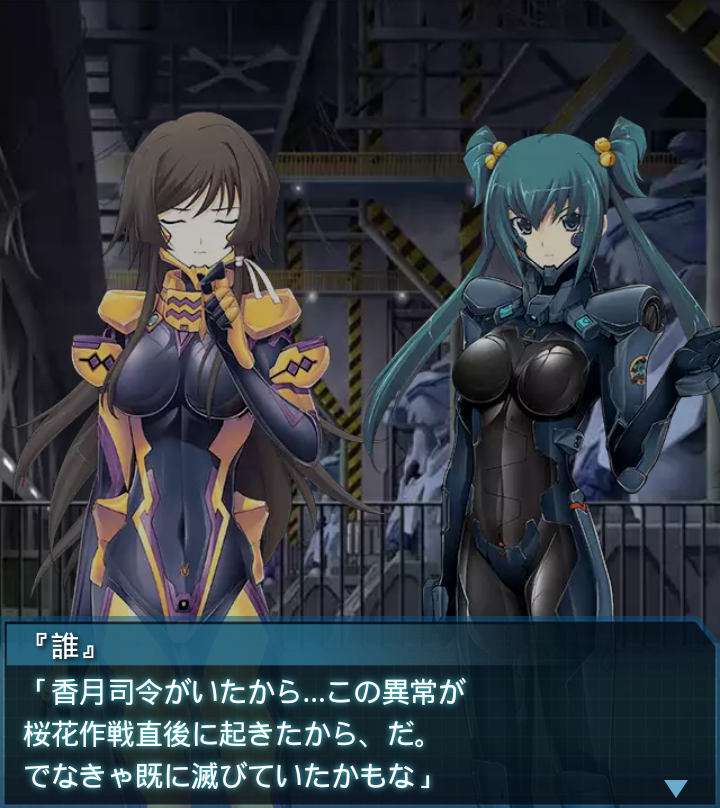 『誰』
「香月司令がいたから…この異常が
桜花作戦直後に起きたから、だ。
でなきゃ既に滅びていたかもな」